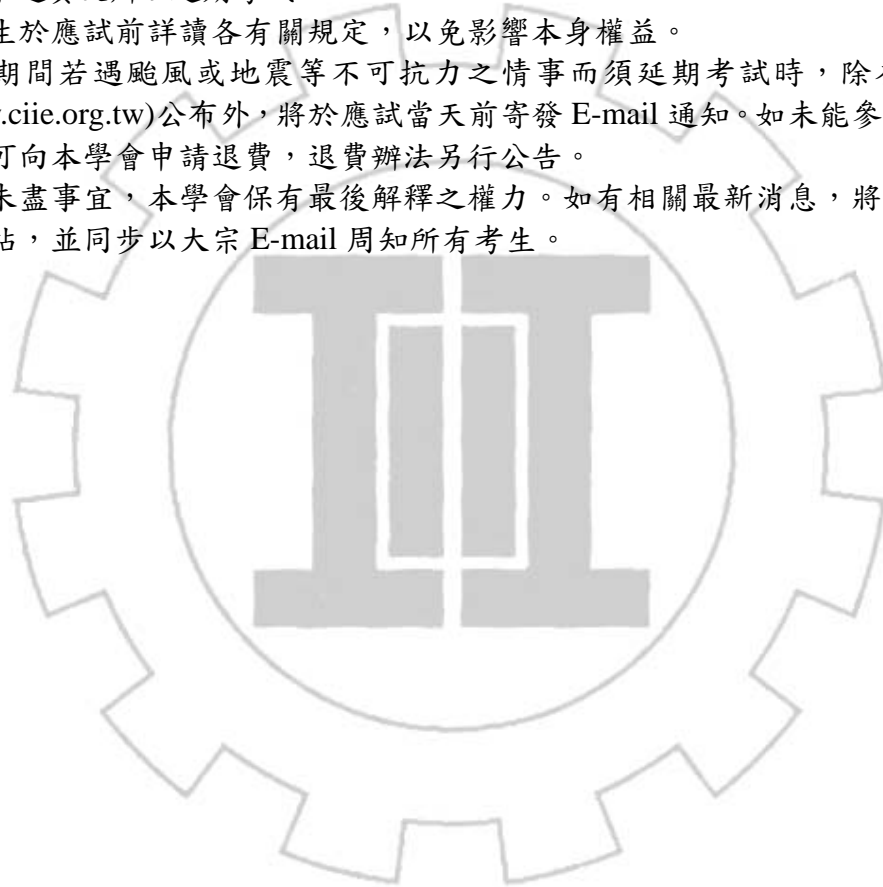 生於應試前詳讀各有關規定，以免影響本身權益。
期間若遇颱風或地震等不可抗力之情事而須延期考試時，除
.ciie.org.tw)公布外，將於應試當天前寄發 E-mail 通知。如未能參
可向本學會申請退費，退費辦法另行公告。
未盡事宜，本學會保有最後解釋之權力。如有相關最新消息，將
站，並同步以大宗 E-mail 周知所有考生。